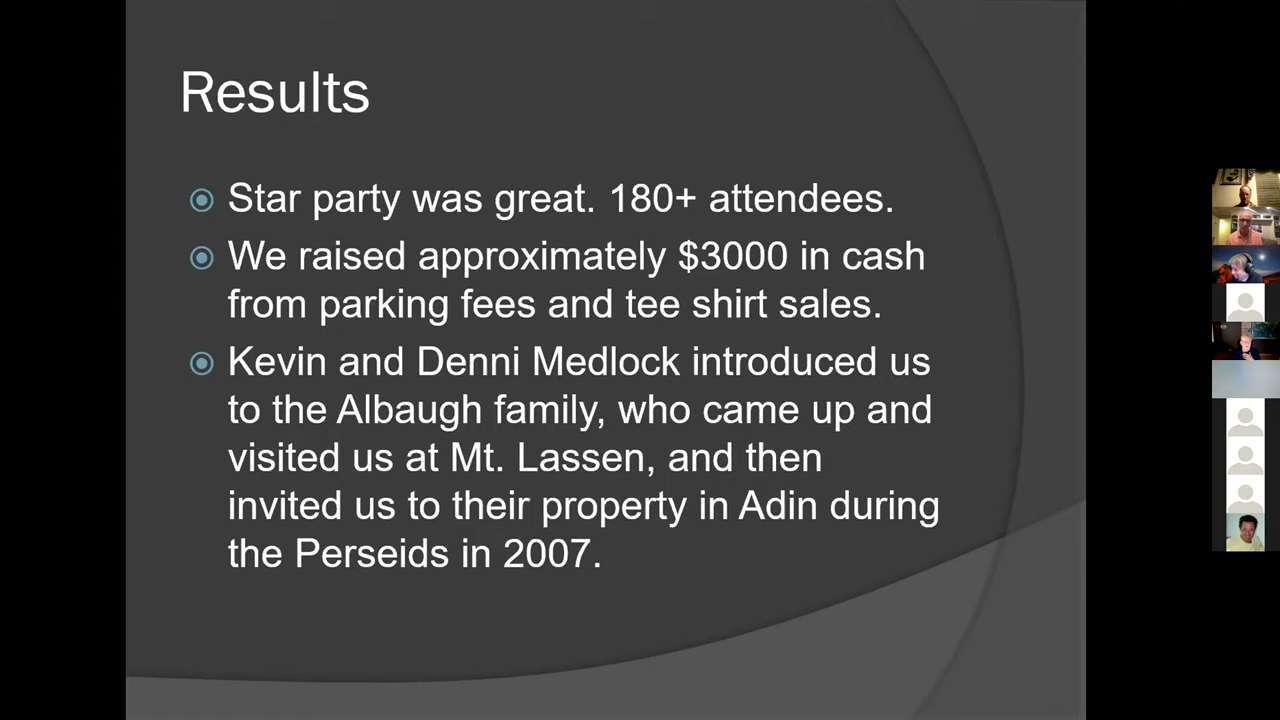 Results
Star party was great. 180+ attendees.
We raised approximately $3000 in cash
from parking fees and tee shirt sales.
Kevin and Denni Medlock introduced us
to the Albaugh family, who came up and
visited us at Mt. Lassen, and then
invited us to their property in Adin during
the Perseids in 2007.